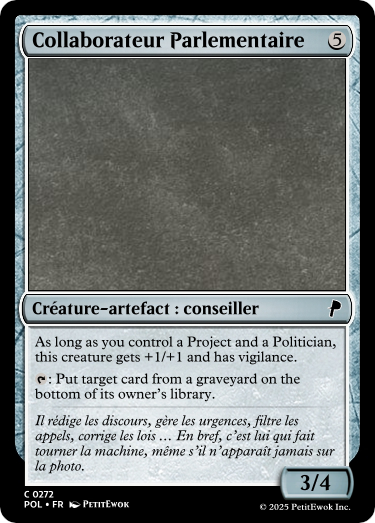 Collaborateur Parlementaire 5
Créature-artefact : conseiller
As long as you control a Project and a Politician,
this creature gets +1/+1 and has vigilance.
: Put target card from a graveyard on the
bottom of its owner's library.
Il rédige les discours, gère les urgences, filtre les
appels, corrige les lois ... En bref, c'est lui qui fait
tourner la machine, même s'il n'apparaît jamais sur
la photo.
3/4
C 0272
POL • FR PetitEwok
© 2025 PetitEwok Inc.